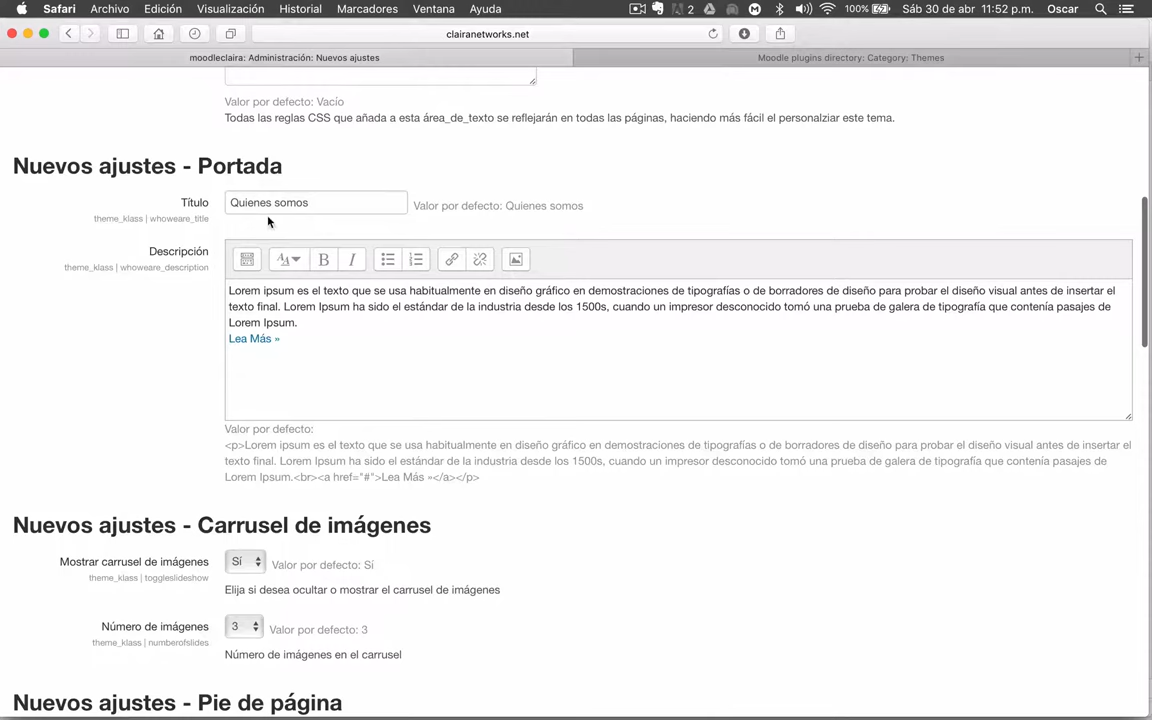 Safari Archivo Edición Visualización Historial Marcadores Ventana Ayuda 2 100% Sáb 30 de abr 11:52 p.m. Oscar
clairanetworks.net
moodleclaira: Administración: Nuevos ajustes Moodle plugins directory: Category: Themes
Valor por defecto: Vacío
Todas las reglas CSS que añada a esta área_de_texto se reflejarán en todas las páginas, haciendo más fácil el personalziar este tema.
Nuevos ajustes - Portada
Título Quienes somos Valor por defecto: Quienes somos
theme_klass | whoweare_title
Descripción
theme_klass | whoweare_description
Lorem ipsum es el texto que se usa habitualmente en diseño gráfico en demostraciones de tipografías o de borradores de diseño para probar el diseño visual antes de insertar el
texto final. Lorem Ipsum ha sido el estándar de la industria desde los 1500s, cuando un impresor desconocido tomó una prueba de galera de tipografía que contenía pasajes de
Lorem Ipsum.
Lea Más »
Valor por defecto:
<p>Lorem ipsum es el texto que se usa habitualmente en diseño gráfico en demostraciones de tipografías o de borradores de diseño para probar el diseño visual antes de insertar el
texto final. Lorem Ipsum ha sido el estándar de la industria desde los 1500s, cuando un impresor desconocido tomó una prueba de galera de tipografía que contenía pasajes de
Lorem Ipsum.<br><a href="#">Lea Más »</a></p>
Nuevos ajustes - Carrusel de imágenes
Mostrar carrusel de imágenes Sí Valor por defecto: Sí
theme_klass | toggleslideshow
Elija si desea ocultar o mostrar el carrusel de imágenes
Número de imágenes 3 Valor por defecto: 3
theme_klass | numberofslides
Número de imágenes en el carrusel
Nuevos ajustes - Pie de página